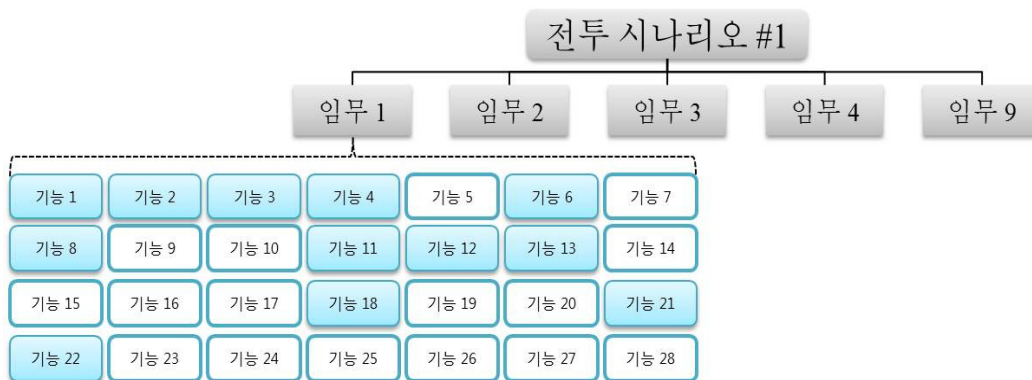 전투 시나리오 #1
임무 1 임무 2 임무 3 임무 4 임무 9
기능 1 기능 2 기능 3 기능 4 기능 5 기능 6 기능 7
기능 8 기능 9 기능 10 기능 11 기능 12 기능 13 기능 14
기능 15 기능 16 기능 17 기능 18 기능 19 기능 20 기능 21
기능 22 기능 23 기능 24 기능 25 기능 26 기능 27 기능 28